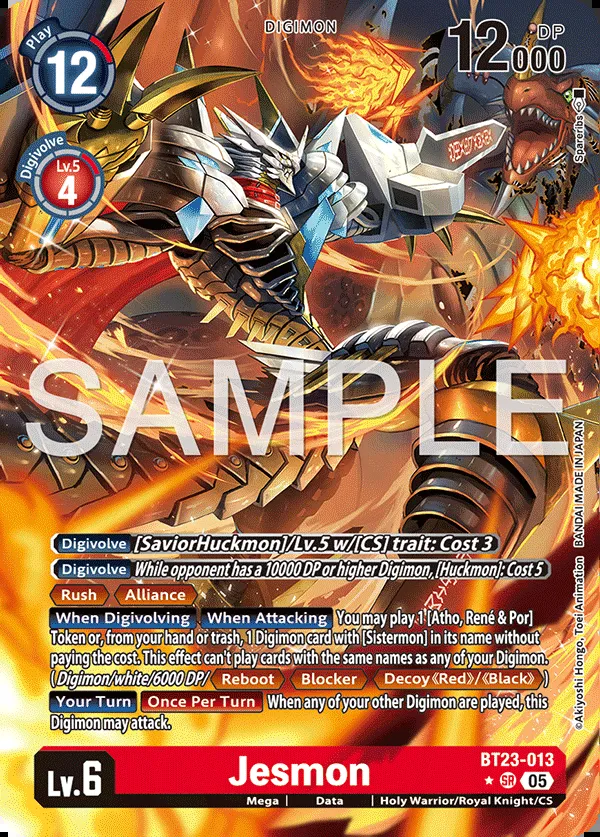 DIGIMON
Play
12
12000
DP
Digivolve
Lv.5
4
Spareribs
SAMPLE
©Akiyoshi Hongo, Toei Animation BANDAI MADE IN JAPAN
Digivolve [SaviorHuckmon]/Lv.5 w/[CS] trait: Cost 3
Digivolve While opponent has a 10000 DP or higher Digimon, [Huckmon]: Cost 5
Rush Alliance
When Digivolving When Attacking You may play 1 [Atho, René & Por]
Token or, from your hand or trash, 1 Digimon card with [Sistermon] in its name without
paying the cost. This effect can't play cards with the same names as any of your Digimon.
(Digimon/white/6000 DP/ Reboot Blocker Decoy《Red》/《Black》)
Your Turn Once Per Turn When any of your other Digimon are played, this
Digimon may attack.
BT23-013
Lv.6
Jesmon
★ SR 05
Mega | Data | Holy Warrior/Royal Knight/CS